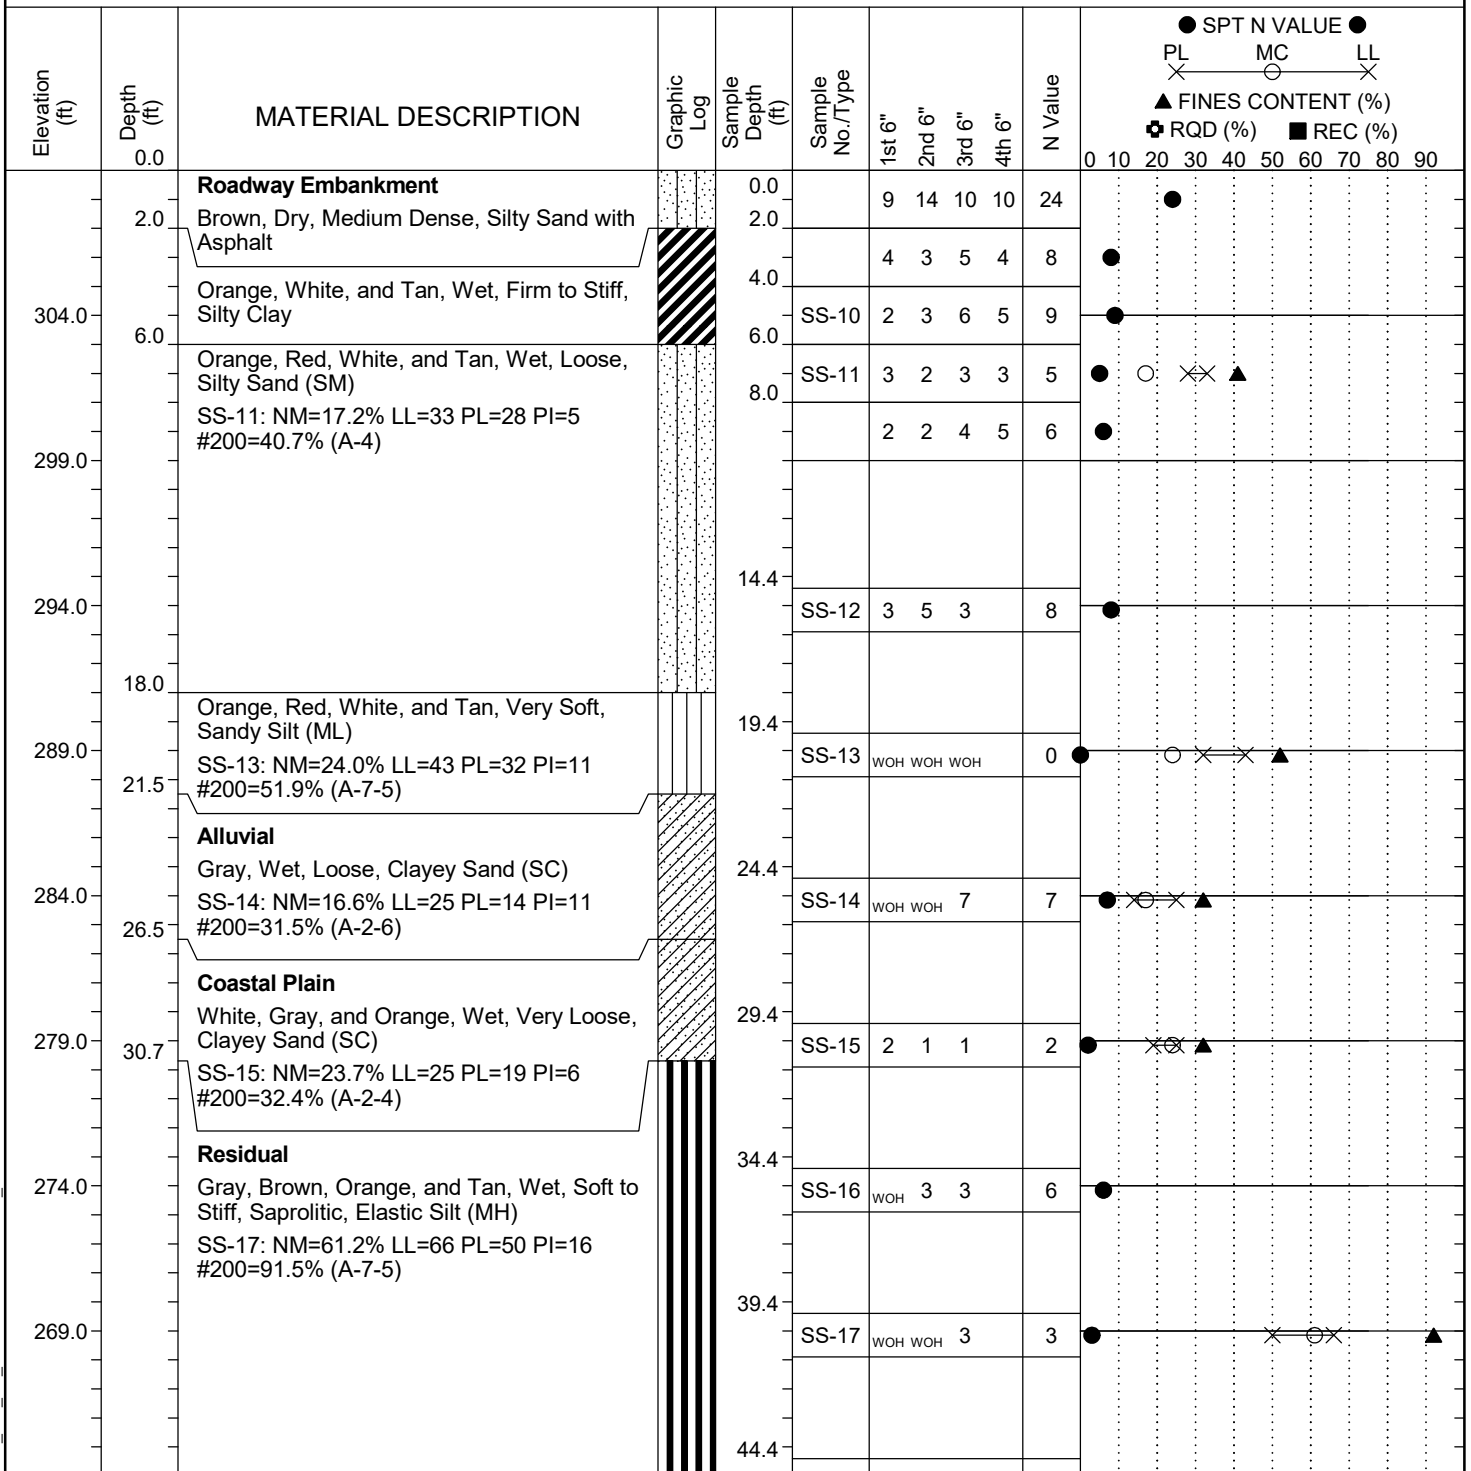 ● SPT N VALUE ●
PL MC LL
▲ FINES CONTENT (%)
RQD (%) ■ REC (%)
0 10 20 30 40 50 60 70 80 90
Elevation
(ft)
Depth
(ft)
0.0
MATERIAL DESCRIPTION
Graphic
Log
Sample
Depth
(ft)
Sample
No./Type
1st 6"
2nd 6"
3rd 6"
4th 6"
N Value
Roadway Embankment
0.0
9 14 10 10 24
2.0
Brown, Dry, Medium Dense, Silty Sand with
Asphalt
2.0
4 3 5 4 8
4.0
Orange, White, and Tan, Wet, Firm to Stiff,
Silty Clay
304.0
SS-10 2 3 6 5 9
6.0
6.0
Orange, Red, White, and Tan, Wet, Loose,
Silty Sand (SM)
SS-11 3 2 3 3 5
8.0
SS-11: NM=17.2% LL=33 PL=28 PI=5
#200=40.7% (A-4)
2 2 4 5 6
299.0
14.4
294.0
SS-12 3 5 3 8
18.0
Orange, Red, White, and Tan, Very Soft,
Sandy Silt (ML)
19.4
289.0
SS-13 WOH WOH WOH 0
SS-13: NM=24.0% LL=43 PL=32 PI=11
#200=51.9% (A-7-5)
21.5
Alluvial
Gray, Wet, Loose, Clayey Sand (SC)
24.4
284.0
SS-14: NM=16.6% LL=25 PL=14 PI=11
#200=31.5% (A-2-6)
SS-14 WOH WOH 7 7
26.5
Coastal Plain
White, Gray, and Orange, Wet, Very Loose,
Clayey Sand (SC)
29.4
279.0
30.7
SS-15 2 1 1 2
SS-15: NM=23.7% LL=25 PL=19 PI=6
#200=32.4% (A-2-4)
Residual
34.4
274.0
Gray, Brown, Orange, and Tan, Wet, Soft to
Stiff, Saprolitic, Elastic Silt (MH)
SS-16 WOH 3 3 6
SS-17: NM=61.2% LL=66 PL=50 PI=16
#200=91.5% (A-7-5)
39.4
269.0
SS-17 WOH WOH 3 3
44.4